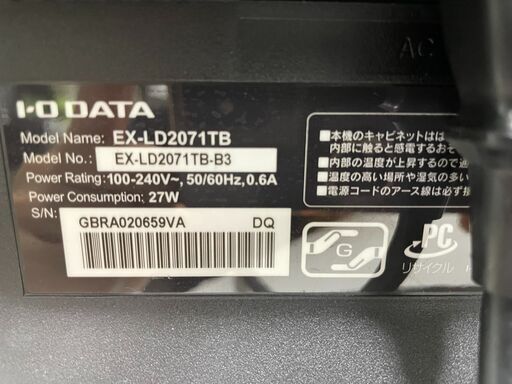 AC
I-O DATA
Model Name: EX-LD2071TB
Model No.: EX-LD2071TB-B3
Power Rating: 100-240V~, 50/60Hz, 0.6A
Power Consumption: 27W
S/N:
GBRA020659VA DQ
■本機のキャビネットは
内部に触ると感電するおそ
■内部の温度が上昇するので
■温度の高い場所や湿気の多い
■電源コードのアース線は必ず
G
PC
リサイクル